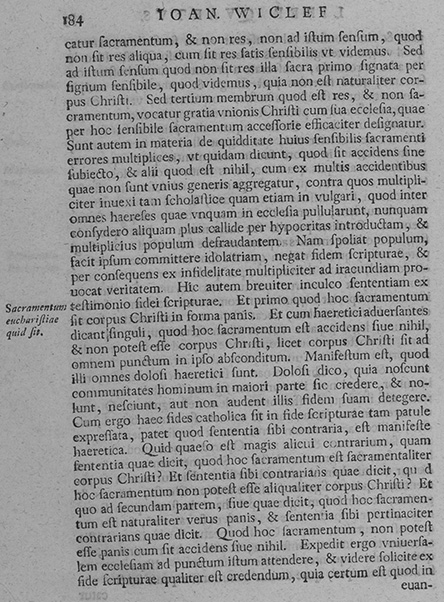 184 IOAN. WICLEFI
catur sacramentum, & non res, non ad istum sensum, quod
non sit res aliqua, cum sit res satis sensibilis vt videmus. Sed
ad istum sensum quod non sit res illa sacra primo signata per
signum sensibile, quod videmus, quia non est naturaliter cor-
pus Christi. Sed tertium membrum quod est res, & non sa-
cramentum, vocatur gratia vnionis Christi cum sua ecclesia, quae
per hoc sensibile sacramentum accessorie efficaciter designatur.
Sunt autem in materia de quidditate huius sensibilis sacramenti
errores multiplices, vt quidam dicunt, quod sit accidens sine
subiecto, & alii quod est nihil, cum ex multis accidentibus
quae non sunt vnius generis aggregatur, contra quos multipli-
citer inuexi tam scholastice quam etiam in vulgari, quod inter
omnes haereses quae vnquam in ecclesia pullularunt, nunquam
consydero aliquam plus callide per hypocritas introductam, &
multiplicius populum defraudantem. Nam spoliat populum,
facit ipsum committere idolatriam, negat fidem scripturae, &
per consequens ex infidelitate multipliciter ad iracundiam pro-
uocat veritatem. Hic autem breuiter inculco sententiam ex
testimonio fidei scripturae. Et primo quod hoc sacramentum
sit corpus Christi in forma panis. Et cum haeretici aduersantes
dicant singuli, quod hoc sacramentum est accidens siue nihil,
& non potest esse corpus Christi, licet corpus Christi sit ad
omnem punctum in ipso absconditum. Manifestum est, quod
illi omnes dolosi haeretici sunt. Dolosi dico, quia noscunt
communitates hominum in maiori parte sic credere, & no-
lunt, nesciunt, aut non audent illis fidem suam detegere.
Cum ergo haec fides catholica sit in fide scripturae tam patule
expressata, patet quod sententia sibi contraria, est manifeste
haeretica. Quid quaeso est magis alicui contrarium, quam
sententia quae dicit, quod hoc sacramentum est sacramentaliter
corpus Christi? Et sententia sibi contrarians quae dicit, qu d
hoc sacramentum non potest esse aliqualiter corpus Christi? Et
quo ad secundam partem, siue quae dicit, quod hoc sacramen-
tum est naturaliter verus panis, & sententia sibi pertinaciter
contrarians quae dicit. Quod hoc sacramentum, non potest
esse panis cum sit accidens siue nihil. Expedit ergo vniuersa-
lem ecclesiam ad punctum istum attendere, & videre solicite ex
fide scripturae qualiter est credendum, quia certum est quod in
euan-
Sacramentum
eucharistiae
quid sit.